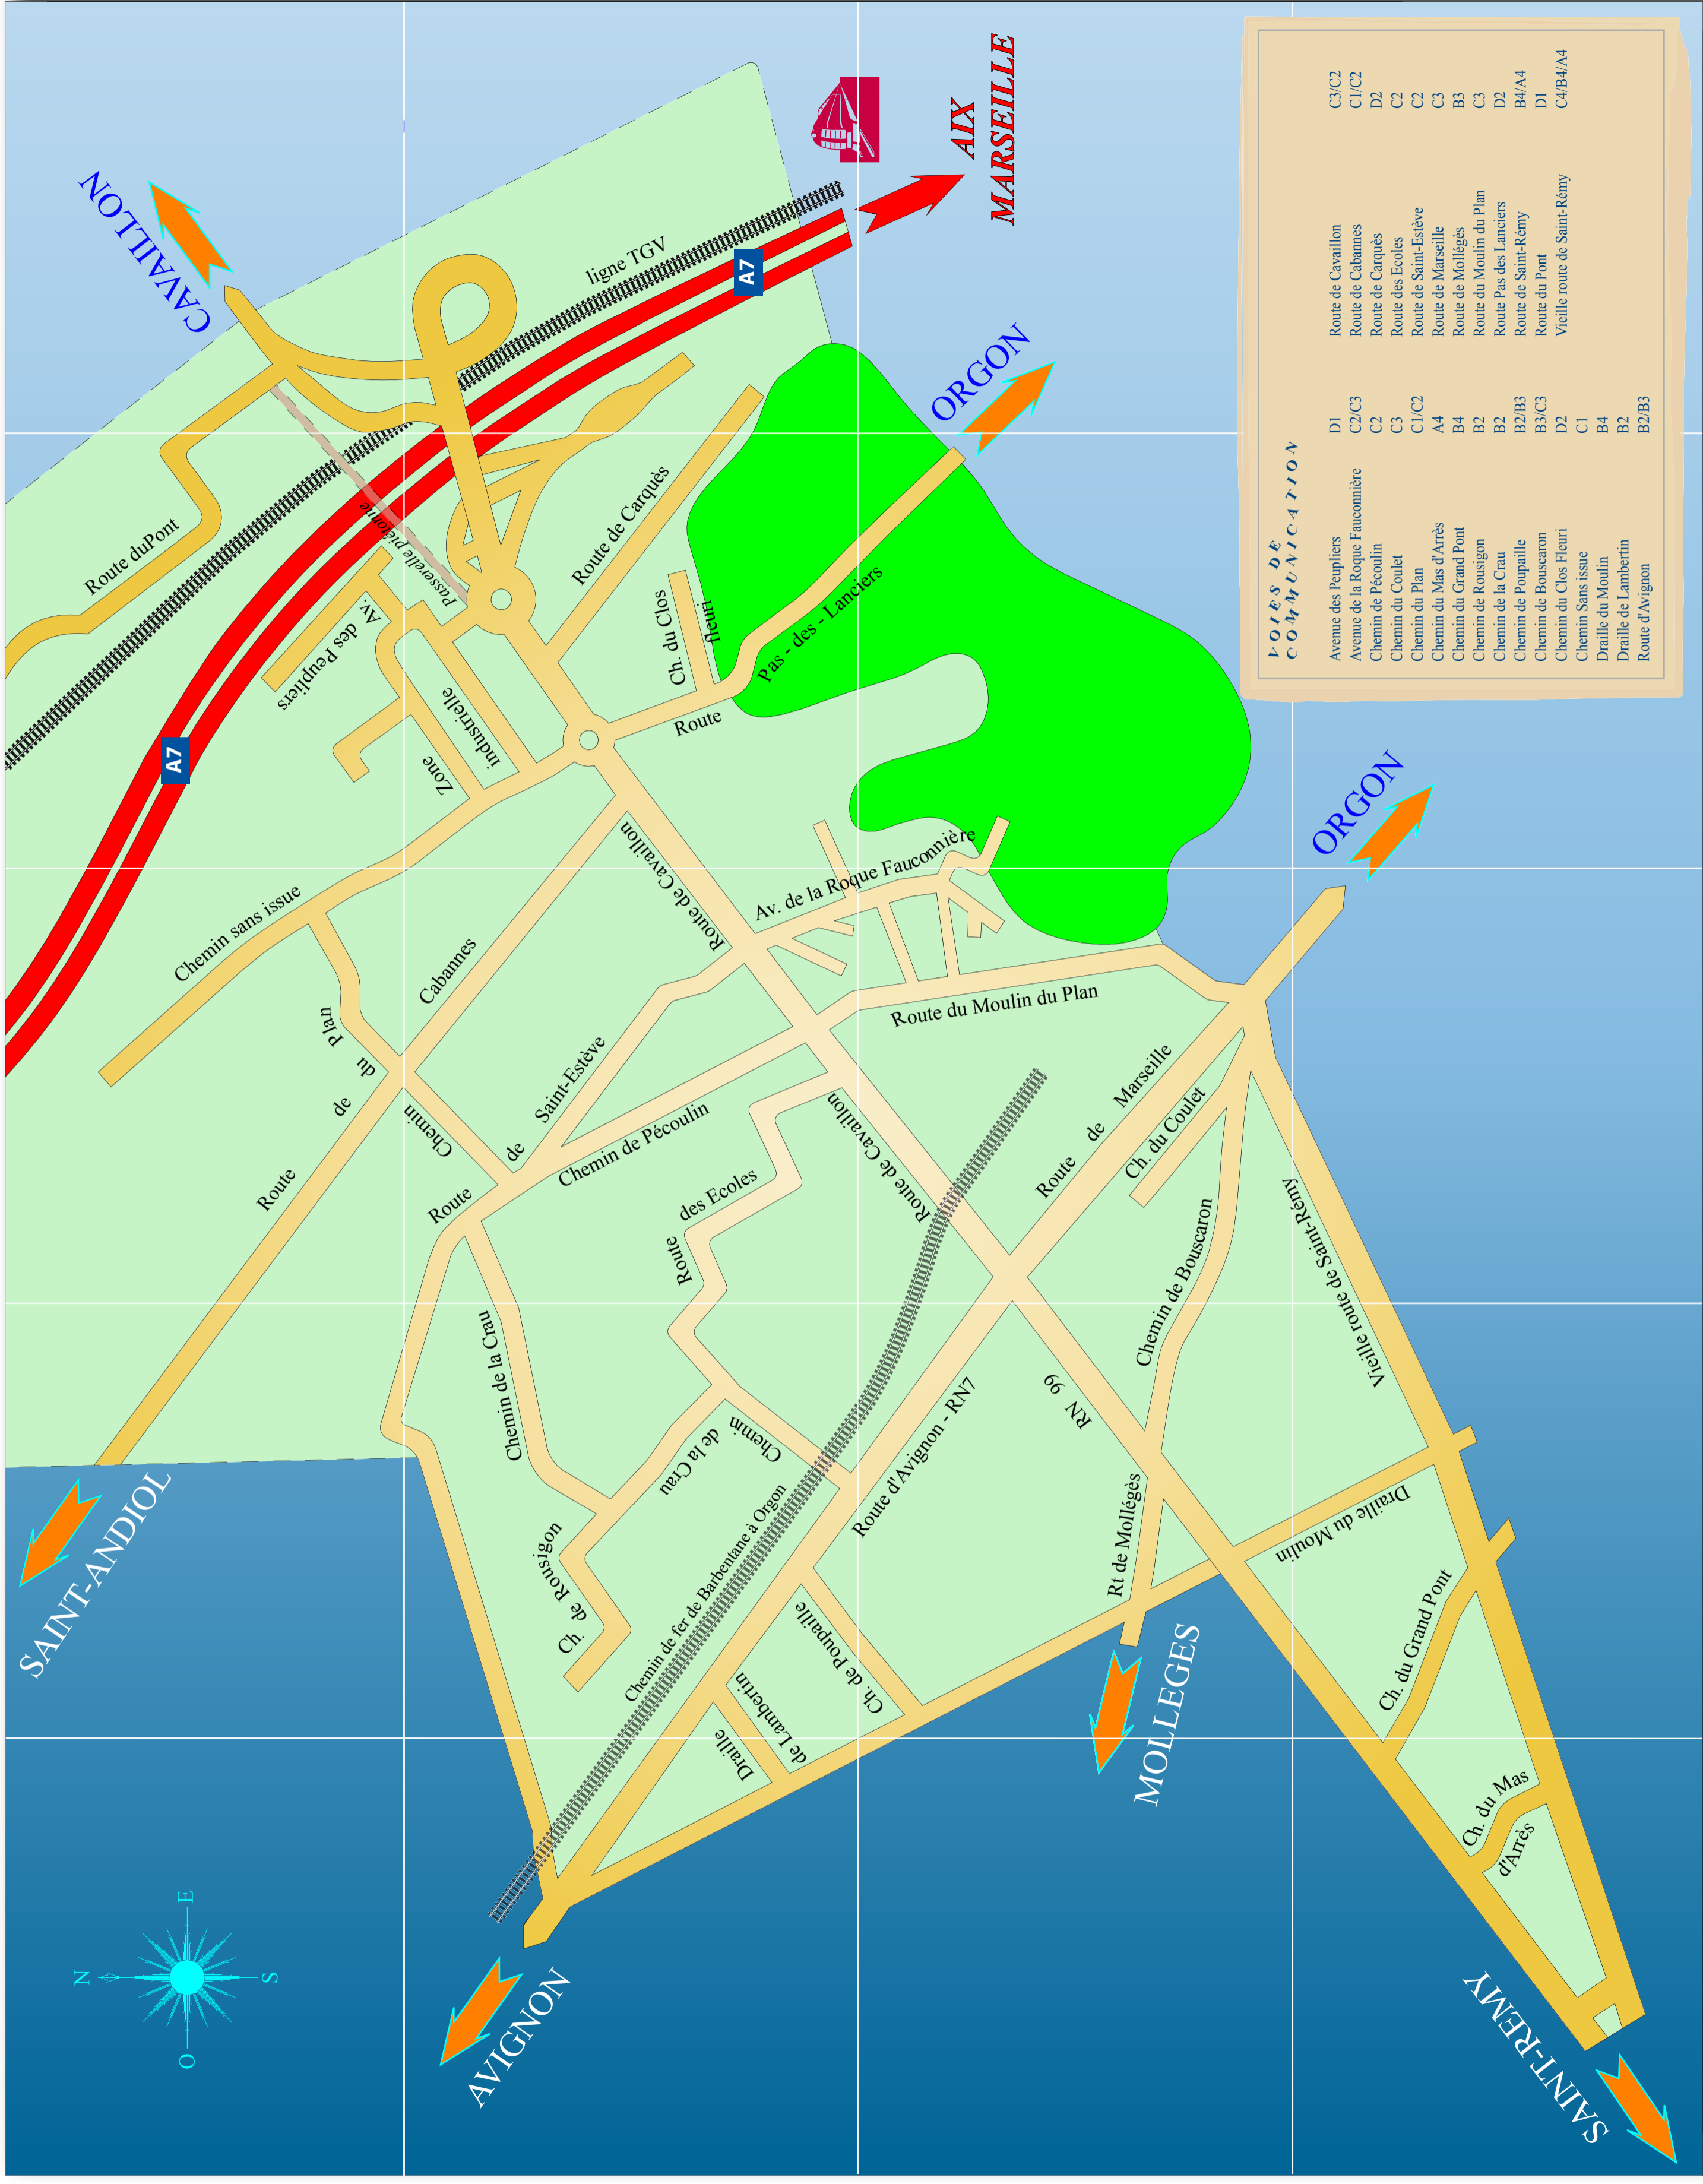 CAVAILLON
AIX
MARSEILLE
ligne TGV
A7
ORGON
Route duPont
Passerelle piétonne
Route de Carquès
Av.
des Peupliers
Ch. du Clos
fleuri
Pas - des - Lanciers
Route
Zone
industrielle
A7
Chemin sans issue
Route de Cavaillon
Av. de la Roque Fauconnière
ORGON
Cabannes
de
Route
Plan
du
Chemin
Saint-Estève
de
Route
Chemin de Pécoulin
Route du Moulin du Plan
des Ecoles
Route
Route de Cavaillon
Marseille
de
Route
Ch. du Coulet
Chemin de Bouscaron
Vieille route de Saint-Rémy
Chemin de la Crau
Chemin
de la Crau
RN 99
Route d'Avignon - RN7
Chemin de fer de Barbentane à Orgon
Ch. de Rousigon
Rt de Mollégès
Draille du Moulin
Ch. de Poupaille
Draille
de Lambertin
Ch. du Grand Pont
Ch. du Mas
d'Arrès
SAINT-ANDIOL
MOLLEGES
AVIGNON
SAINT-REMY
N
E
S
O
VOIES DE
COMMUNICATION
Avenue des Peupliers D1
Avenue de la Roque Fauconnière C2/C3
Chemin de Pécoulin C2
Chemin du Coulet C3
Chemin du Plan C1/C2
Chemin du Mas d'Arrès A4
Chemin du Grand Pont B4
Chemin de Rousigon B2
Chemin de la Crau B2
Chemin de Poupaille B2/B3
Chemin de Bouscaron B3/C3
Chemin du Clos Fleuri D2
Chemin Sans issue C1
Draille du Moulin B4
Draille de Lambertin B2
Route d'Avignon B2/B3
Route de Cavaillon C3/C2
Route de Cabannes C1/C2
Route de Carquès D2
Route des Ecoles C2
Route de Saint-Estève C2
Route de Marseille C3
Route de Mollégès B3
Route du Moulin du Plan C3
Route Pas des Lanciers D2
Route de Saint-Rémy B4/A4
Route du Pont D1
Vieille route de Saint-Rémy C4/B4/A4